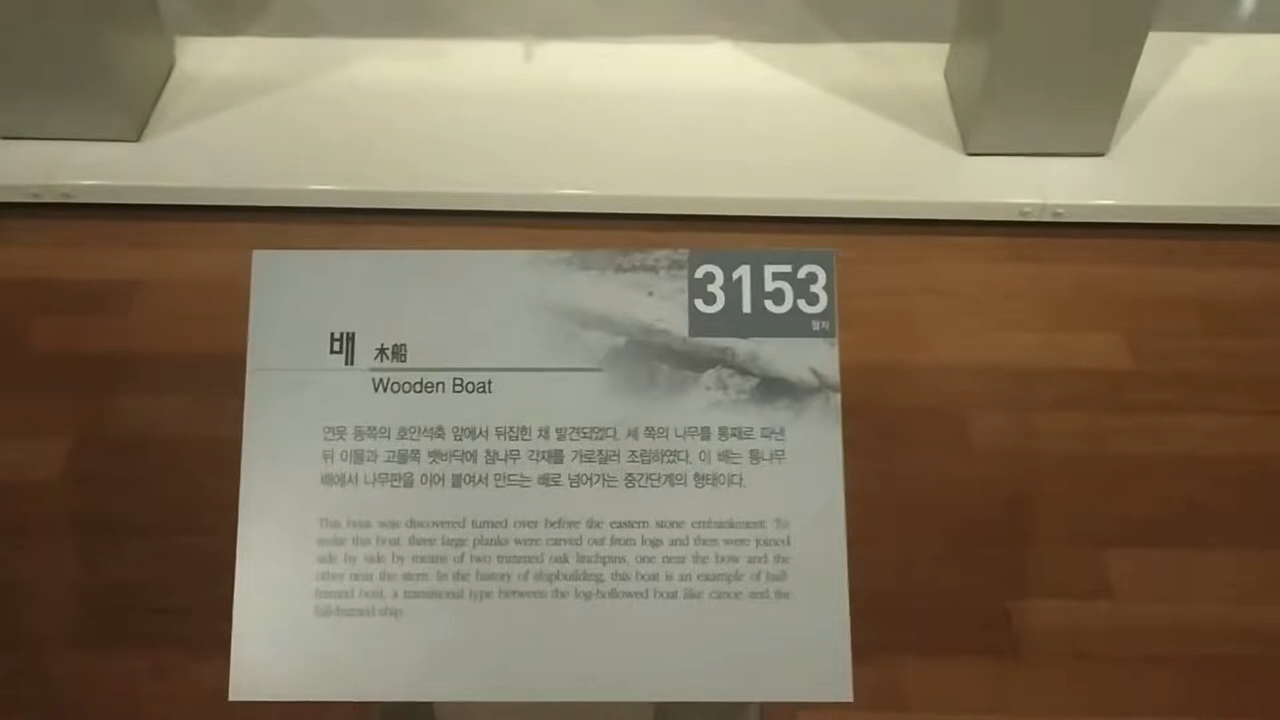 3153
월지
배 木船
Wooden Boat
연못 동쪽의 호안석축 앞에서 뒤집힌 채 발견되었다. 세 쪽의 나무를 통째로 파낸
뒤 이물과 고물쪽 뱃바닥에 참나무 각재를 가로질러 조립하였다. 이 배는 통나무
배에서 나무판을 이어 붙여서 만드는 배로 넘어가는 중간단계의 형태이다.
This boat was discovered turned over before the eastern stone embankment. To
make this boat, three large planks were carved out from logs and then were joined
side by side by means of two trimmed oak linchpins, one near the bow and the
other near the stern. In the history of shipbuilding, this boat is an example of half-
framed boat, a transitional type between the log-hollowed boat like canoe and the
full-framed ship.